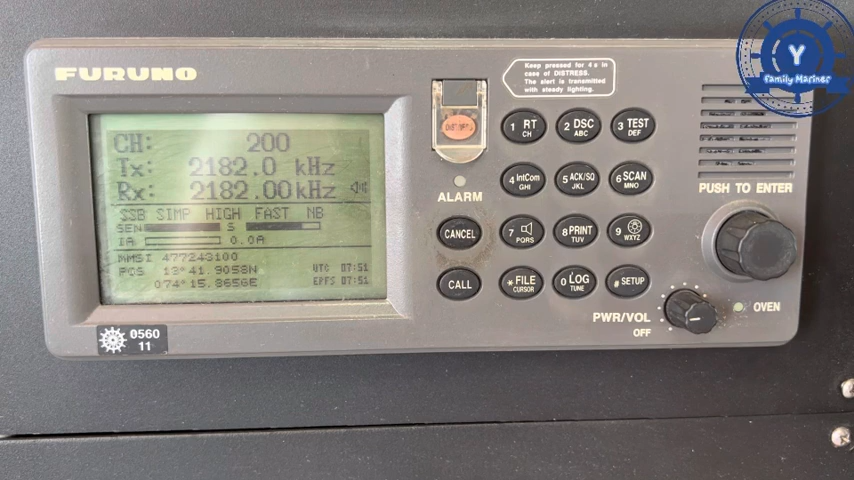 FURUNO
CH: 200
Tx: 2182.0 kHz
Rx: 2182.00 kHz
SSB SIMP HIGH FAST NB
SEN S
IA 0.0A
MMSI 477243100
POS 13°41.9058N UTC 07:51
074°15.8656E EPFS 07:51
0560
11
Keep pressed for 4 s in
case of DISTRESS.
The alert is transmitted
with steady lighting.
DISTRESS
ALARM
CANCEL
CALL
1 RT
CH
2 DSC
ABC
3 TEST
DEF
4 IntCom
GHI
5 ACK/SQ
JKL
6 SCAN
MNO
7
PQRS
8 PRINT
TUV
9
WXYZ
* FILE
CURSOR
0 LOG
TUNE
# SETUP
PUSH TO ENTER
PWR/VOL
OFF
OVEN
Y
family Mariner